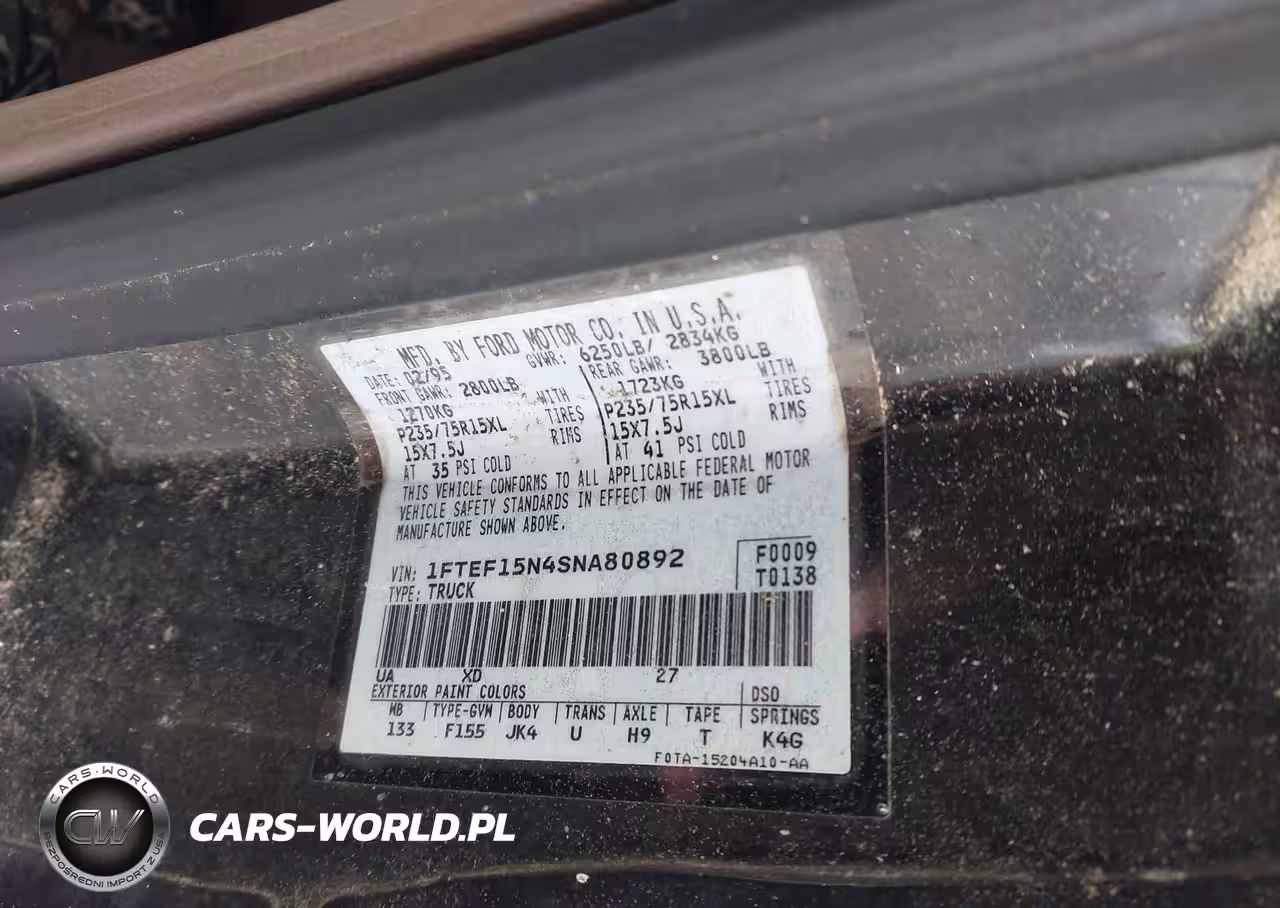 MFD. BY FORD MOTOR CO. IN U.S.A.
DATE: 02/95 GVWR: 6250LB/ 2834KG
FRONT GAWR: 2800LB REAR GAWR: 3800LB
1270KG WITH 1723KG WITH
P235/75R15XL TIRES P235/75R15XL TIRES
15X7.5J RIMS 15X7.5J RIMS
AT 35 PSI COLD AT 41 PSI COLD
THIS VEHICLE CONFORMS TO ALL APPLICABLE FEDERAL MOTOR
VEHICLE SAFETY STANDARDS IN EFFECT ON THE DATE OF
MANUFACTURE SHOWN ABOVE.
VIN: 1FTEF15N4SNA80892 F0009
TYPE: TRUCK T0138
UA XD 27
EXTERIOR PAINT COLORS DSO
WB TYPE-GVW BODY TRANS AXLE TAPE SPRINGS
133 F155 JK4 U H9 T K4G
F0TA-15204A10-AA
CARS-WORLD
CW
BEZPOŚREDNI IMPORT Z USA
CARS-WORLD.PL